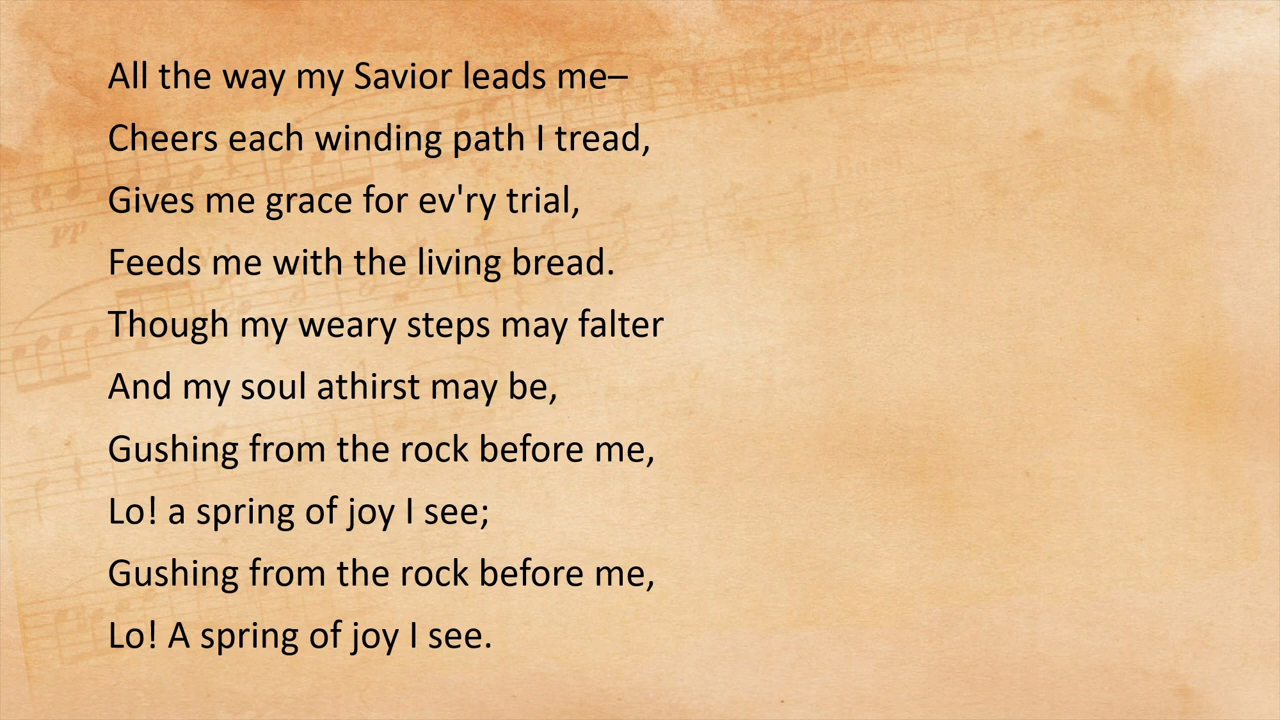 All the way my Savior leads me–
Cheers each winding path I tread,
Gives me grace for ev'ry trial,
Feeds me with the living bread.
Though my weary steps may falter
And my soul athirst may be,
Gushing from the rock before me,
Lo! a spring of joy I see;
Gushing from the rock before me,
Lo! A spring of joy I see.
pp